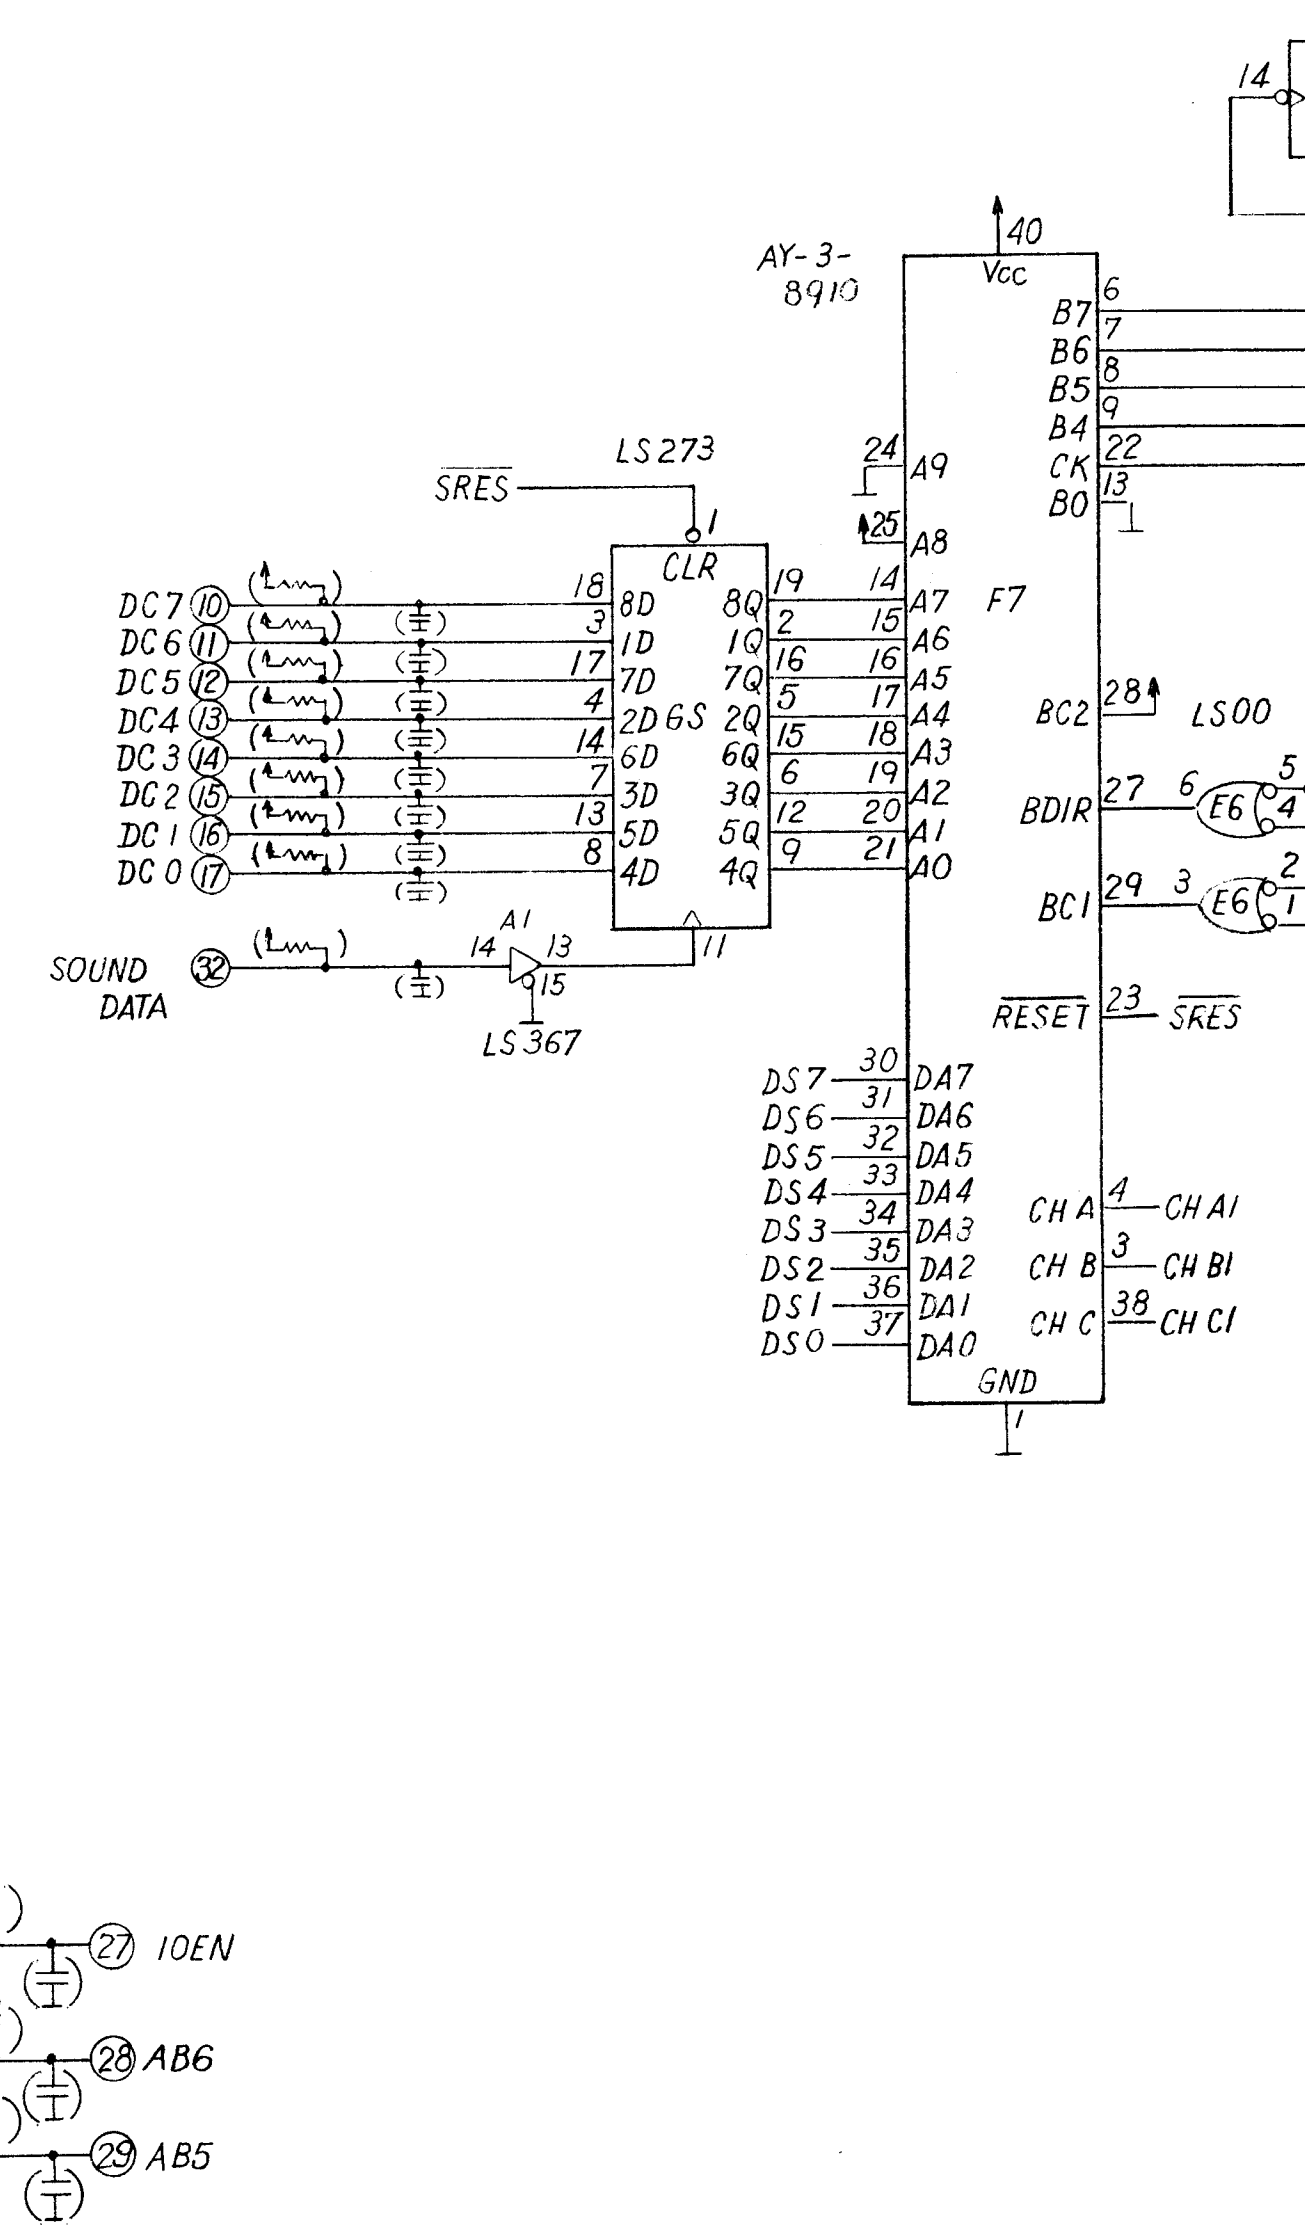 14
40
AY-3-
8910
Vcc
B7 6
B6 7
B5 8
B4 9
CK 22
B0 13
24 A9
25 A8
LS273
SRES
1
CLR
DC7 10 18 8D 8Q 19 14 A7 F7
DC6 11 3 1D 1Q 2 15 A6
DC5 12 17 7D 7Q 16 16 A5
DC4 13 4 2D GS 2Q 5 17 A4
DC3 14 14 6D 6Q 15 18 A3
DC2 15 7 3D 3Q 6 19 A2
DC1 16 13 5D 5Q 12 20 A1
DC0 17 8 4D 4Q 9 21 A0
BC2 28 LS00
BDIR 27 6 E6 5
4
BC1 29 3 E6 2
1
A1
SOUND 32 14 13 11
DATA
15
LS367
RESET 23 SRES
DS7 30 DA7
DS6 31 DA6
DS5 32 DA5
DS4 33 DA4
DS3 34 DA3
DS2 35 DA2
DS1 36 DA1
DS0 37 DA0
CH A 4 CH A1
CH B 3 CH B1
CH C 38 CH C1
GND
1
27 IOEN
28 AB6
29 AB5